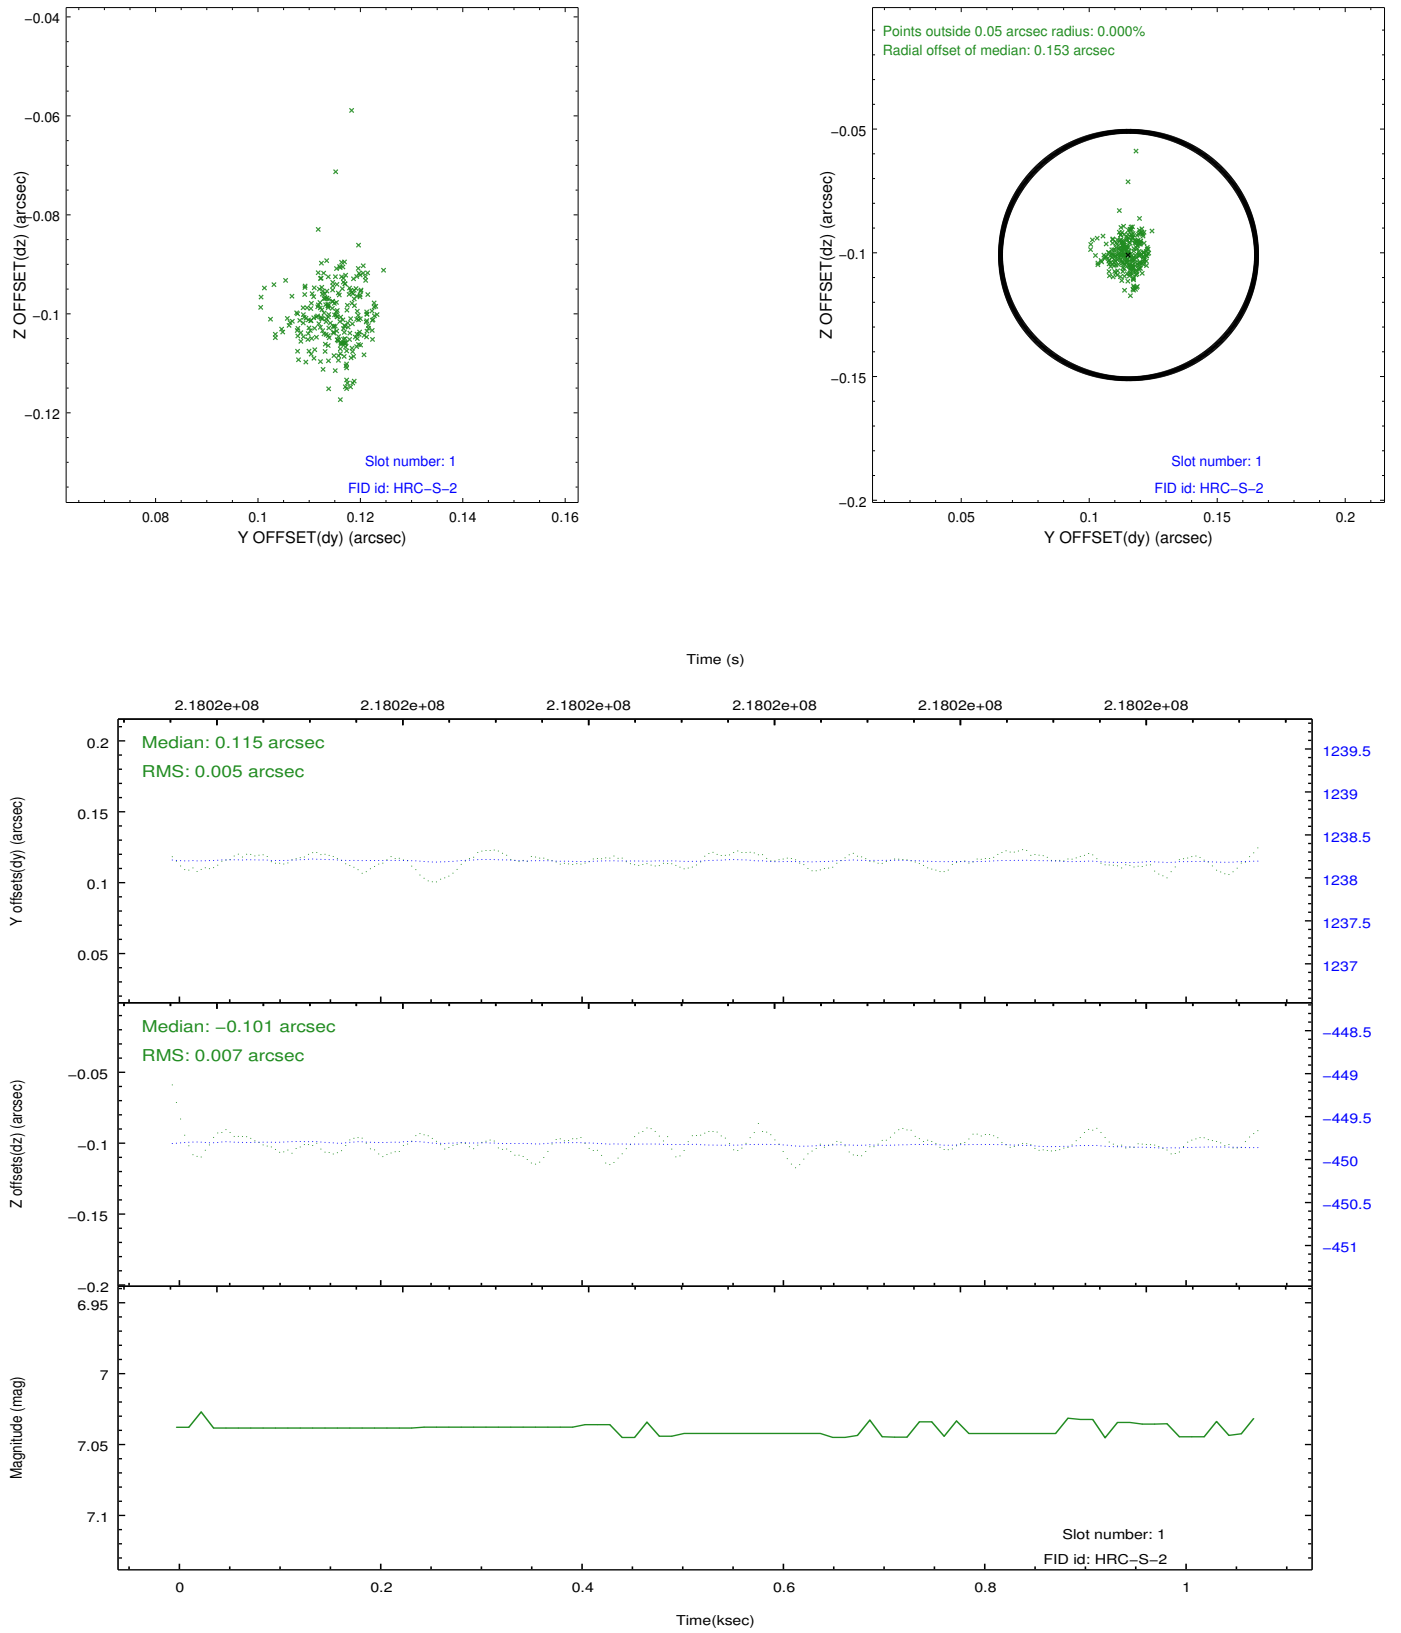 −0.04
−0.06
−0.08
−0.1
−0.12
Z OFFSET(dz) (arcsec)
Slot number: 1
FID id: HRC−S−2
0.08
0.1
0.12
0.14
0.16
Y OFFSET(dy) (arcsec)
Points outside 0.05 arcsec radius: 0.000%
Radial offset of median: 0.153 arcsec
−0.05
−0.1
−0.15
−0.2
Z OFFSET(dz) (arcsec)
Slot number: 1
FID id: HRC−S−2
0.05
0.1
0.15
0.2
Y OFFSET(dy) (arcsec)
Time (s)
2.1802e+08
2.1802e+08
2.1802e+08
2.1802e+08
2.1802e+08
2.1802e+08
Median: 0.115 arcsec
RMS: 0.005 arcsec
0.2
0.15
0.1
0.05
Y offsets(dy) (arcsec)
1239.5
1239
1238.5
1238
1237.5
1237
Median: −0.101 arcsec
RMS: 0.007 arcsec
−0.05
−0.1
−0.15
−0.2
Z offsets(dz) (arcsec)
−448.5
−449
−449.5
−450
−450.5
−451
6.95
7
7.05
7.1
Magnitude (mag)
Slot number: 1
FID id: HRC−S−2
0
0.2
0.4
0.6
0.8
1
Time(ksec)